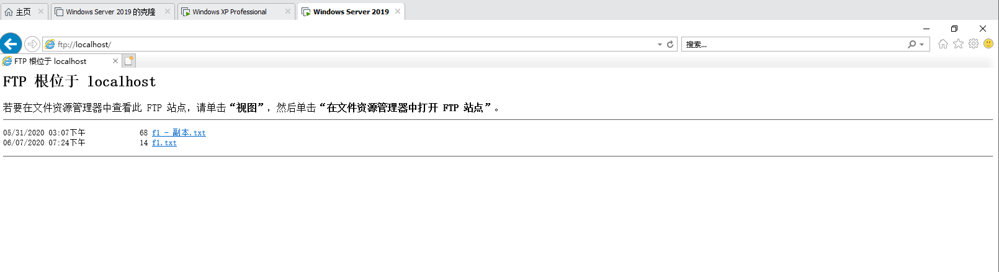 主页 Windows Server 2019 的克隆 Windows XP Professional Windows Server 2019
ftp://localhost/ 搜索...
FTP 根位于 localhost
FTP 根位于 localhost
若要在文件资源管理器中查看此 FTP 站点，请单击“视图”，然后单击“在文件资源管理器中打开 FTP 站点”。
05/31/2020 03:07下午 68 f1 - 副本.txt
06/07/2020 07:24下午 14 f1.txt